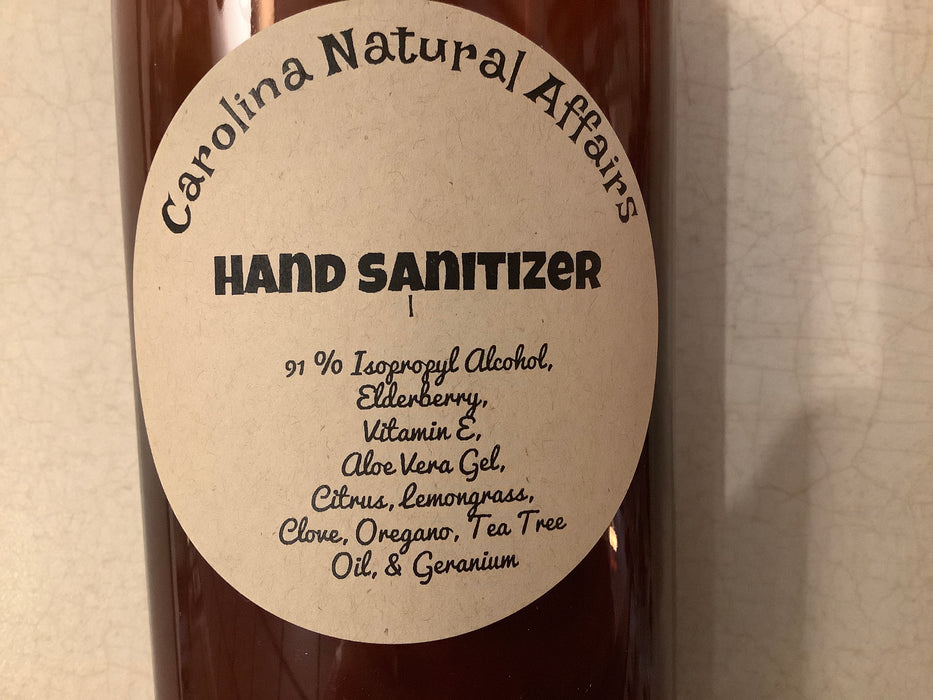 Carolina Natural Affairs
HAND SANITIZER
91 % Isopropyl Alcohol,
Elderberry,
Vitamin E,
Aloe Vera Gel,
Citrus, Lemongrass,
Clove, Oregano, Tea Tree
Oil, & Geranium